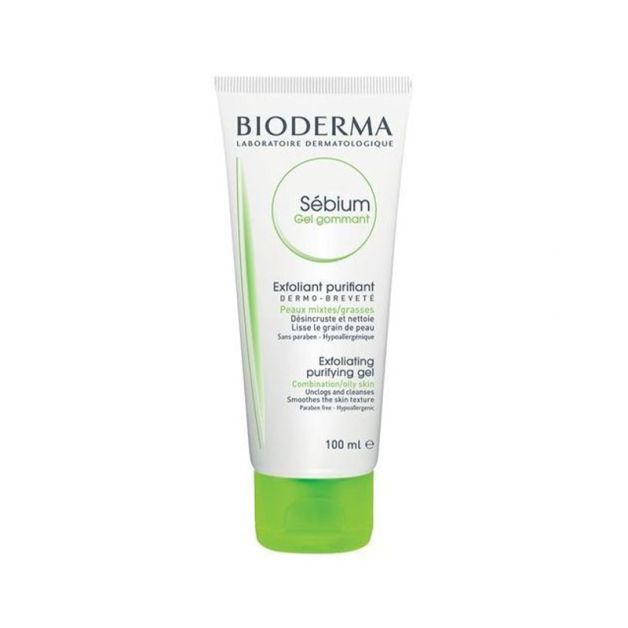 BIODERMA
LABORATOIRE DERMATOLOGIQUE
Sébium
Gel gommant
Exfoliant purifiant
DERMO-BREVETÉ
Peaux mixtes/grasses
Désincruste et nettoie
Lisse le grain de peau
Sans paraben - Hypoallergénique
Exfoliating
purifying gel
Combination/oily skin
Unclogs and cleanses
Smoothes the skin texture
Paraben free - Hypoallergenic
100 ml ℮